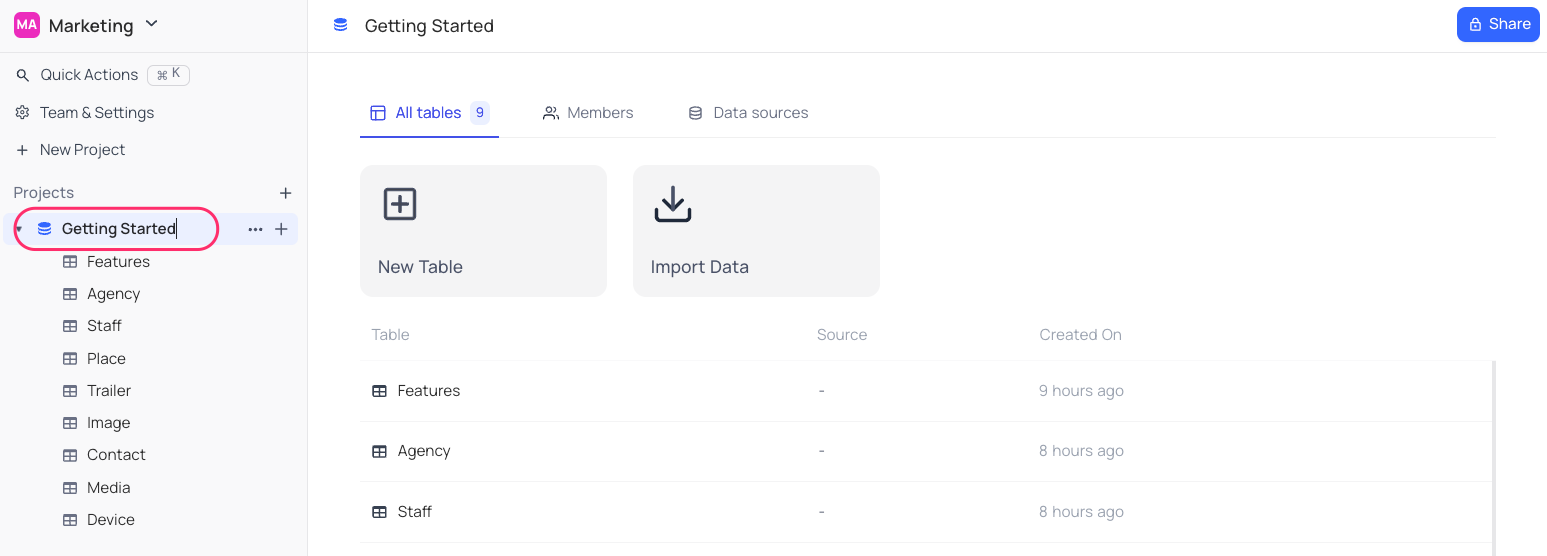 MA Marketing
Quick Actions ⌘ K
Team & Settings
New Project
Projects
Getting Started
Features
Agency
Staff
Place
Trailer
Image
Contact
Media
Device
Getting Started
Share
All tables 9
Members
Data sources
New Table
Import Data
Table Source Created On
Features - 9 hours ago
Agency - 8 hours ago
Staff - 8 hours ago